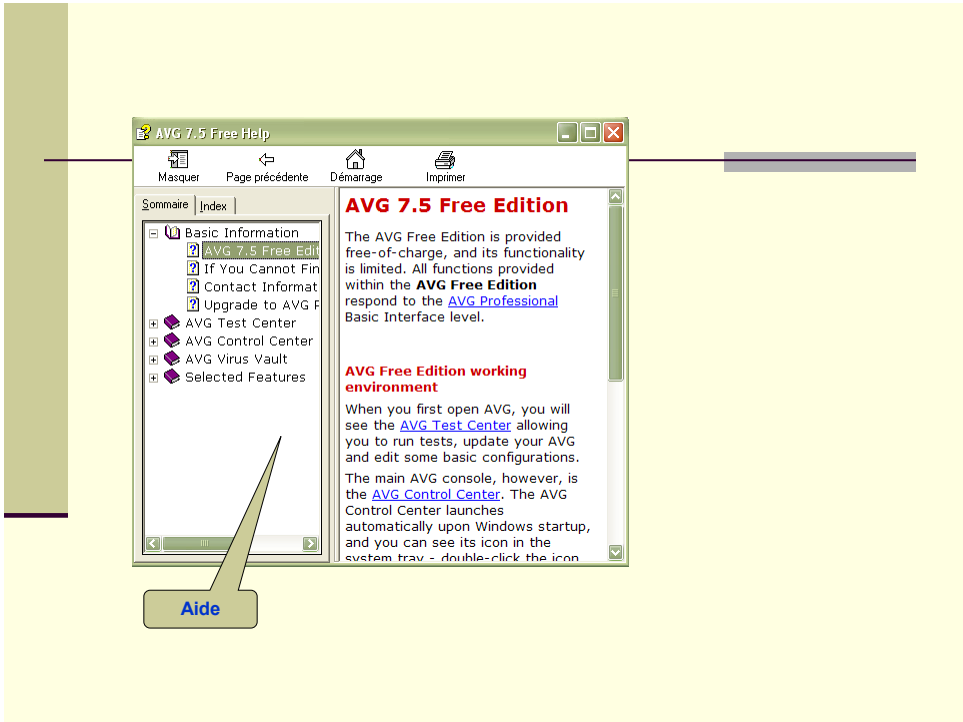 AVG 7.5 Free Help
Masquer Page précédente Démarrage Imprimer
Sommaire Index
Basic Information
AVG 7.5 Free Edit
If You Cannot Fin
Contact Informat
Upgrade to AVG P
AVG Test Center
AVG Control Center
AVG Virus Vault
Selected Features
AVG 7.5 Free Edition
The AVG Free Edition is provided
free-of-charge, and its functionality
is limited. All functions provided
within the AVG Free Edition
respond to the AVG Professional
Basic Interface level.
AVG Free Edition working
environment
When you first open AVG, you will
see the AVG Test Center allowing
you to run tests, update your AVG
and edit some basic configurations.
The main AVG console, however, is
the AVG Control Center. The AVG
Control Center launches
automatically upon Windows startup,
and you can see its icon in the
system tray - double-click the icon
Aide